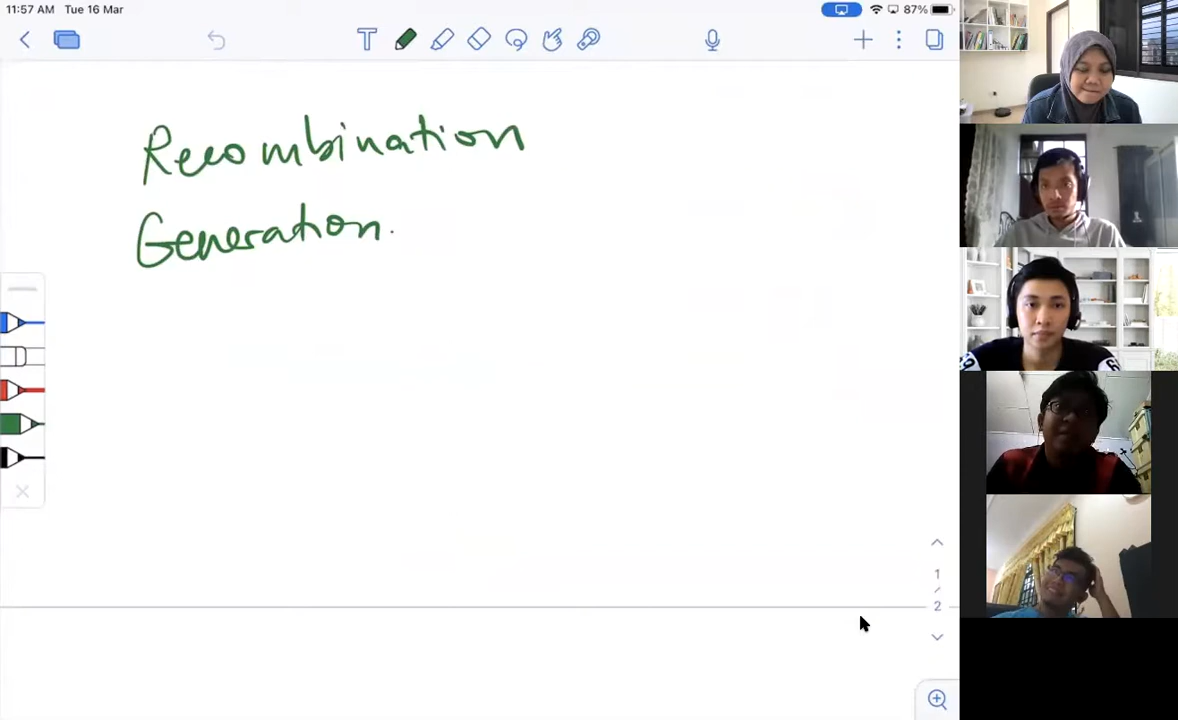 11:57 AM Tue 16 Mar
87%
Recombination
Generation.
1
/
2